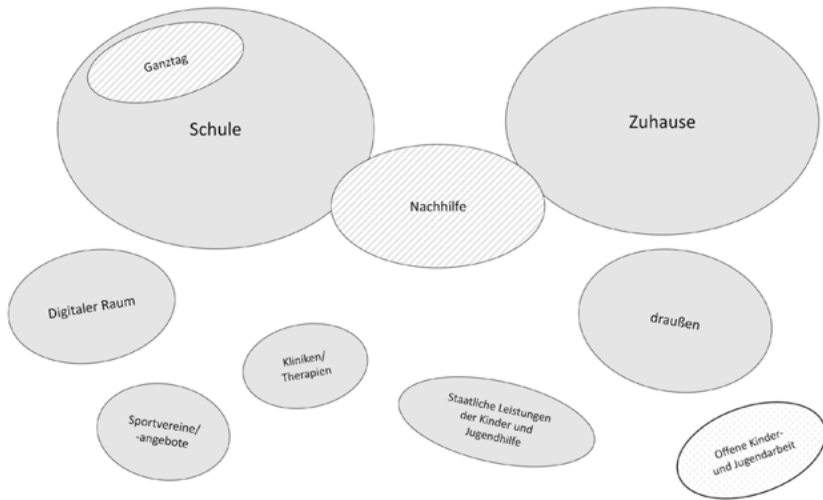 Ganztag
Schule
Zuhause
Nachhilfe
Digitaler Raum
draußen
Kliniken/
Therapien
Sportvereine/
-angebote
Staatliche Leistungen
der Kinder und
Jugendhilfe
Offene Kinder-
und Jugendarbeit